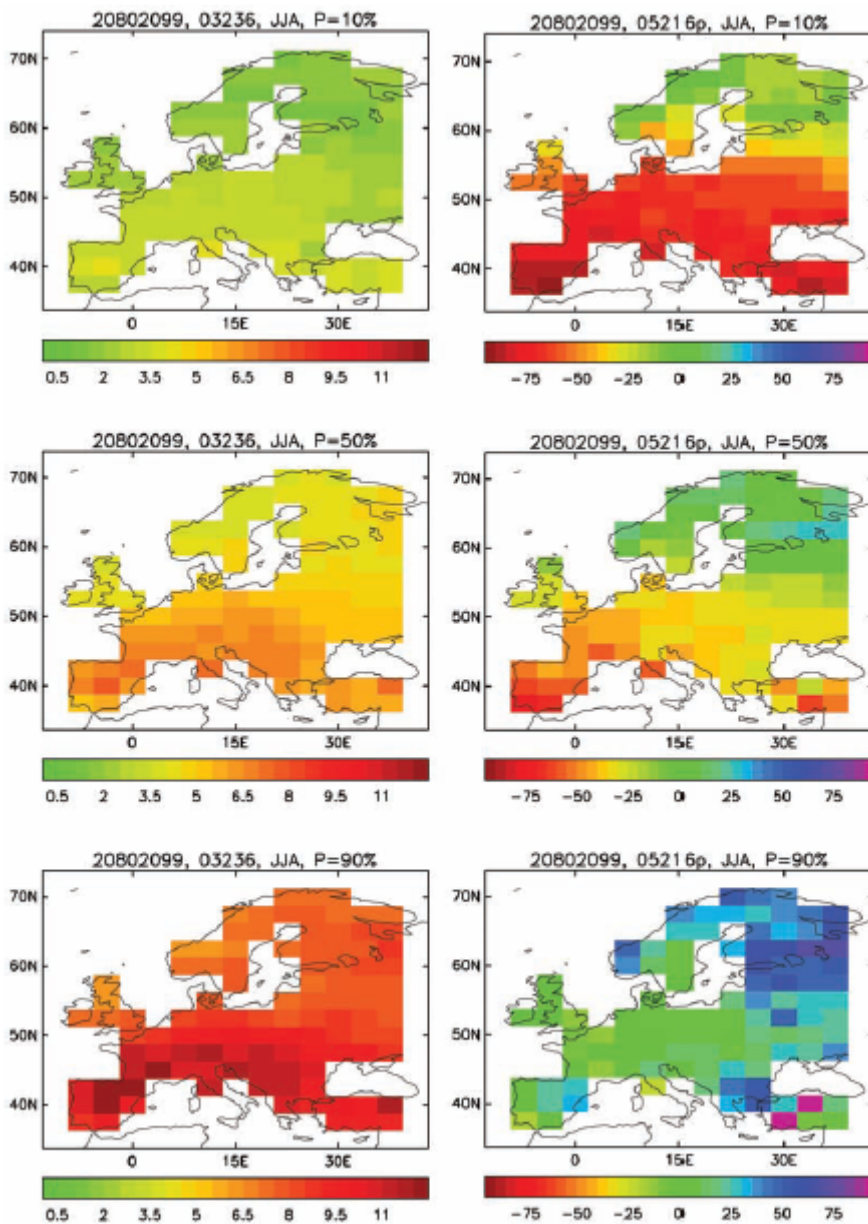 20802099, 03236, JJA, P=10%
70N
60N
50N
40N
0 15E 30E
0.5 2 3.5 5 6.5 8 9.5 11
20802099, 05216p, JJA, P=10%
70N
60N
50N
40N
0 15E 30E
-75 -50 -25 0 25 50 75
20802099, 03236, JJA, P=50%
70N
60N
50N
40N
0 15E 30E
0.5 2 3.5 5 6.5 8 9.5 11
20802099, 05216p, JJA, P=50%
70N
60N
50N
40N
0 15E 30E
-75 -50 -25 0 25 50 75
20802099, 03236, JJA, P=90%
70N
60N
50N
40N
0 15E 30E
0.5 2 3.5 5 6.5 8 9.5 11
20802099, 05216p, JJA, P=90%
70N
60N
50N
40N
0 15E 30E
-75 -50 -25 0 25 50 75